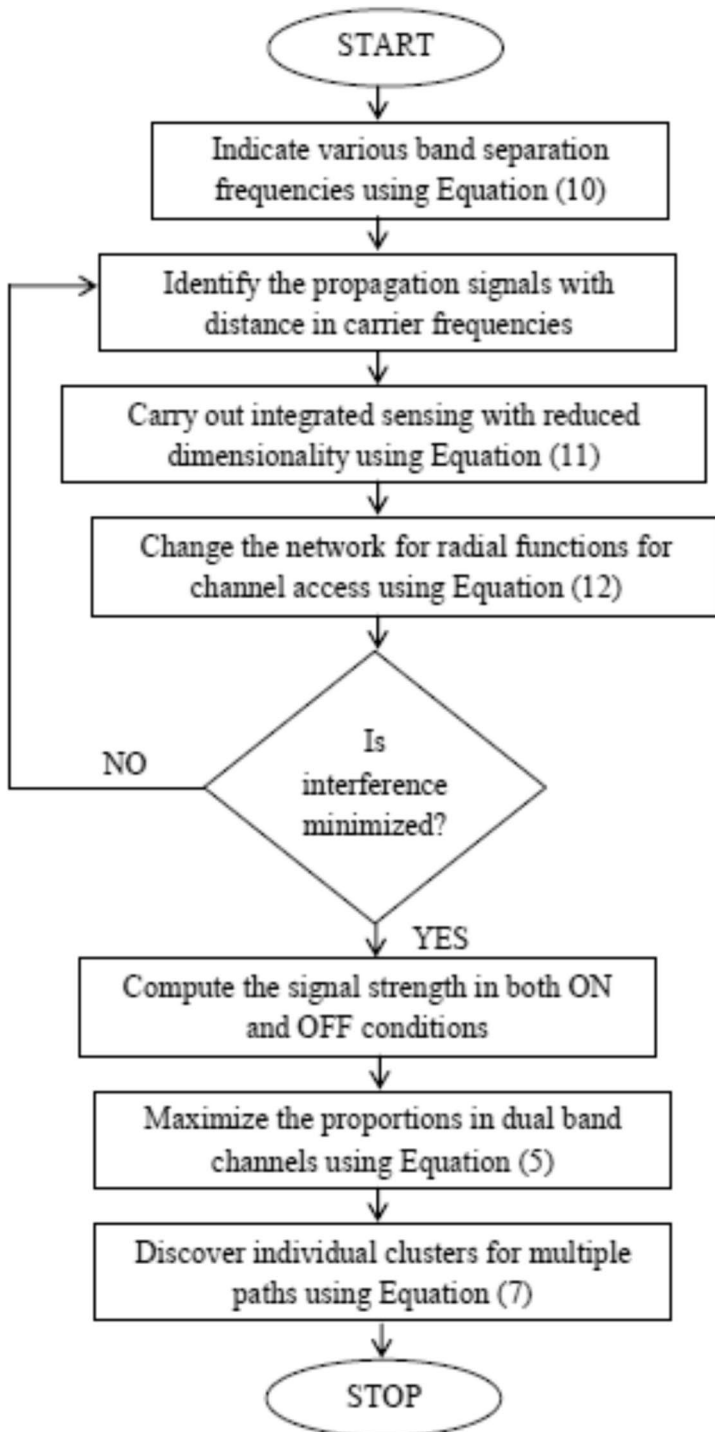 START
Indicate various band separation
frequencies using Equation (10)
Identify the propagation signals with
distance in carrier frequencies
Carry out integrated sensing with reduced
dimensionality using Equation (11)
Change the network for radial functions for
channel access using Equation (12)
Is
interference
minimized?
NO
YES
Compute the signal strength in both ON
and OFF conditions
Maximize the proportions in dual band
channels using Equation (5)
Discover individual clusters for multiple
paths using Equation (7)
STOP